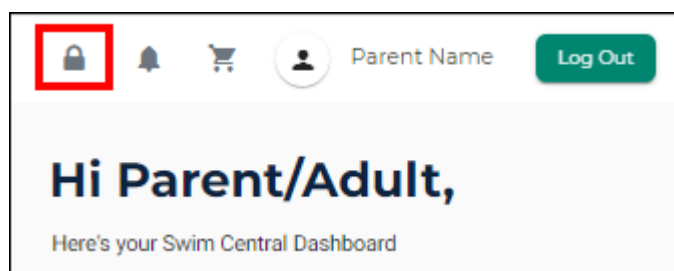 Parent Name Log Out
Hi Parent/Adult,
Here's your Swim Central Dashboard